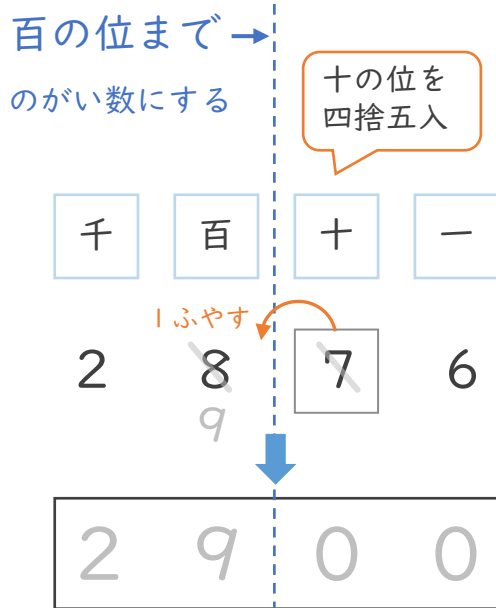 百の位まで→
のがい数にする
十の位を
四捨五入
千 百 十 一
1ふやす
2 8 7 6
9
2 9 0 0